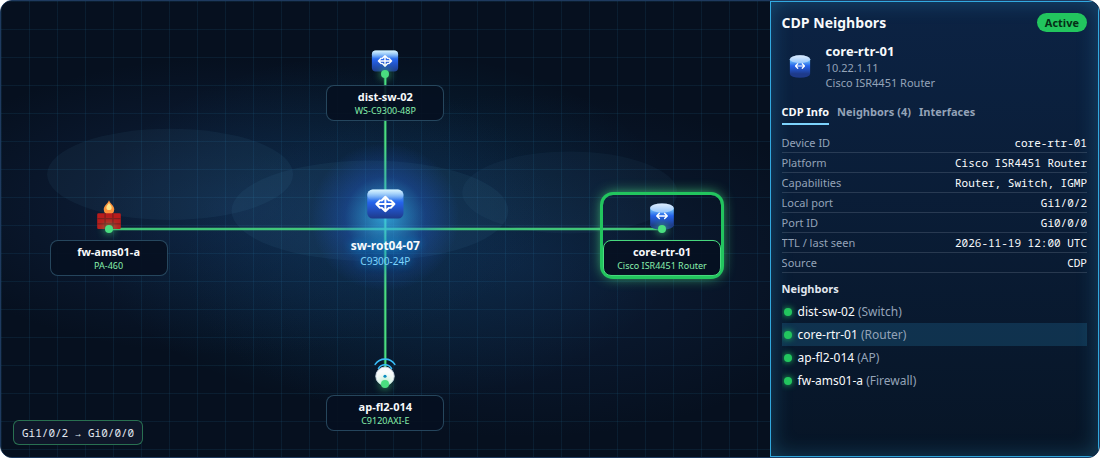 dist-sw-02
WS-C9300-48P
fw-ams01-a
PA-460
sw-rot04-07
C9300-24P
core-rtr-01
Cisco ISR4451 Router
ap-fl2-014
C9120AXI-E
Gi1/0/2 → Gi0/0/0
CDP Neighbors
Active
core-rtr-01
10.22.1.11
Cisco ISR4451 Router
CDP Info Neighbors (4) Interfaces
Device ID core-rtr-01
Platform Cisco ISR4451 Router
Capabilities Router, Switch, IGMP
Local port Gi1/0/2
Port ID Gi0/0/0
TTL / last seen 2026-11-19 12:00 UTC
Source CDP
Neighbors
dist-sw-02 (Switch)
core-rtr-01 (Router)
ap-fl2-014 (AP)
fw-ams01-a (Firewall)